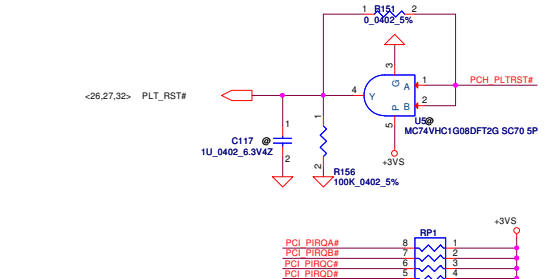 1 R151 2
0_0402_5%
3
G
<26,27,32> PLT_RST#
4 Y A 1 PCH_PLTRST#
B 2
P
5
U5@
MC74VHC1G08DFT2G SC70 5P
+3VS
1
C117 @
1U_0402_6.3V4Z
2
1
2
R156
100K_0402_5%
+3VS
RP1
PCI_PIRQA# 8 1
PCI_PIRQB# 7 2
PCI_PIRQC# 6 3
PCI_PIRQD# 5 4